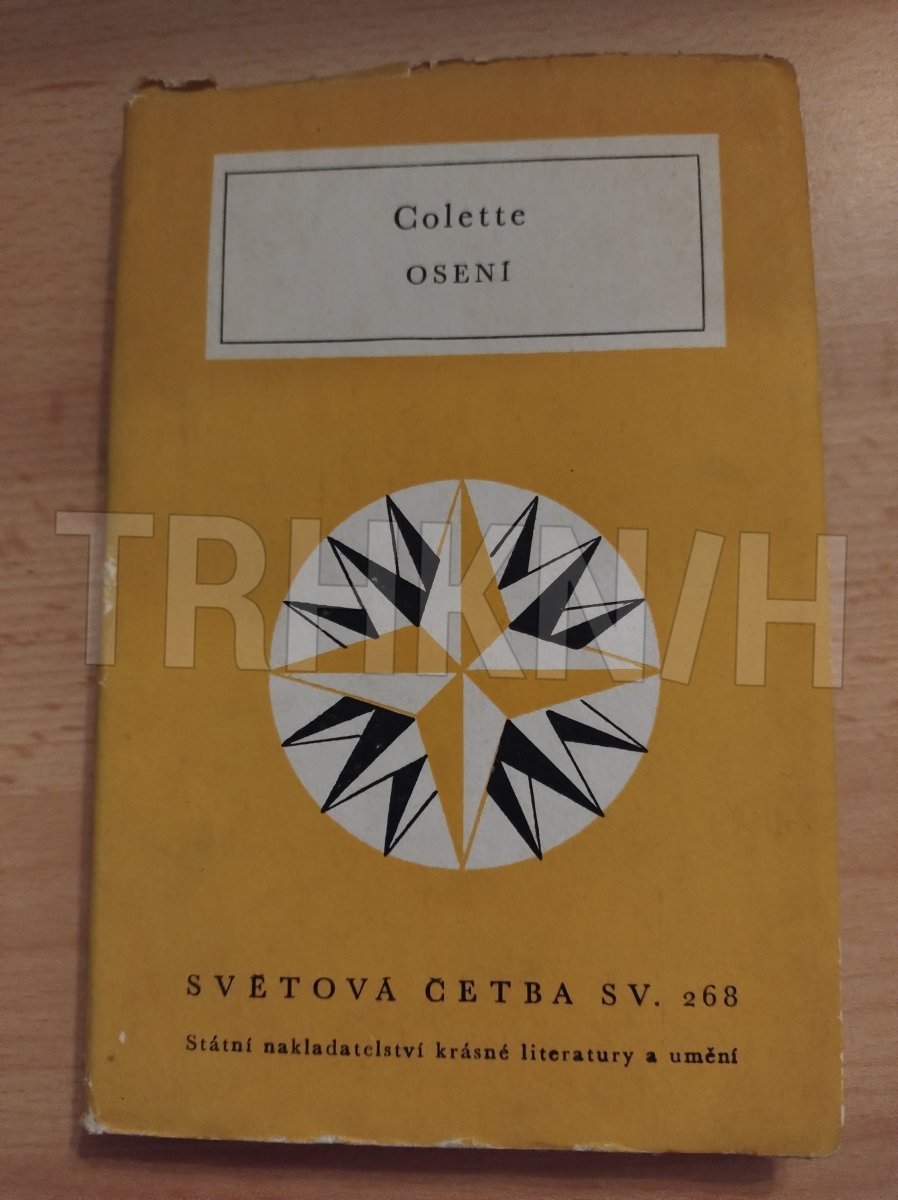 Colette
OSENÍ
TRHKNIH
SVĚTOVÁ ČETBA SV. 268
Státní nakladatelství krásné literatury a umění